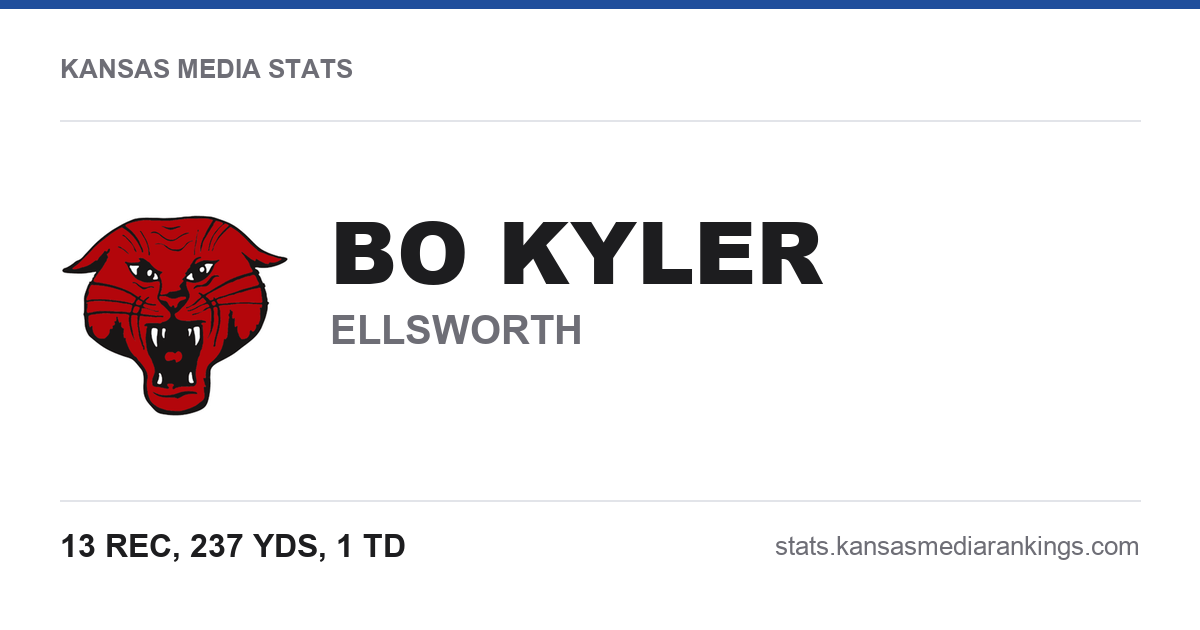 KANSAS MEDIA STATS
BO KYLER
ELLSWORTH
13 REC, 237 YDS, 1 TD
stats.kansasmediarankings.com